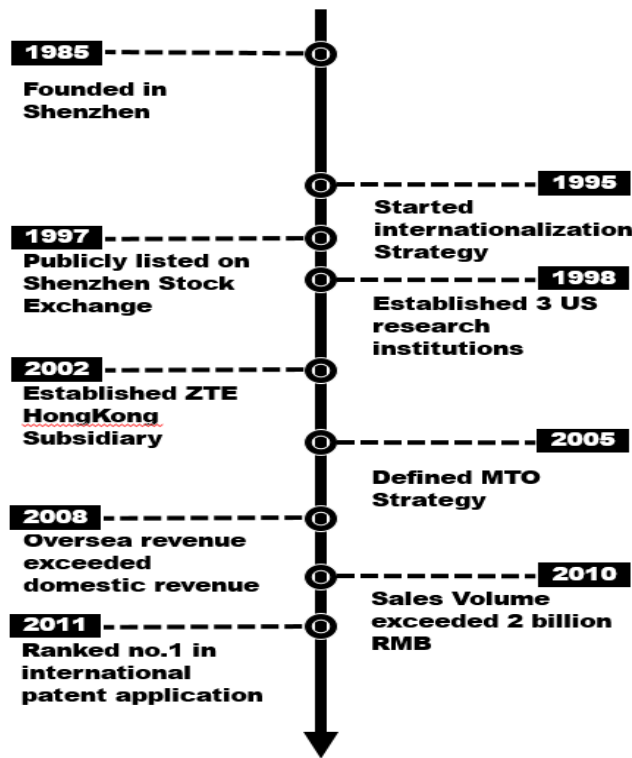 1985
Founded in
Shenzhen
1995
Started
internationalization
Strategy
1997
Publicly listed on
Shenzhen Stock
Exchange
1998
Established 3 US
research
institutions
2002
Established ZTE
HongKong
Subsidiary
2005
Defined MTO
Strategy
2008
Oversea revenue
exceeded
domestic revenue
2010
Sales Volume
exceeded 2 billion
RMB
2011
Ranked no.1 in
international
patent application